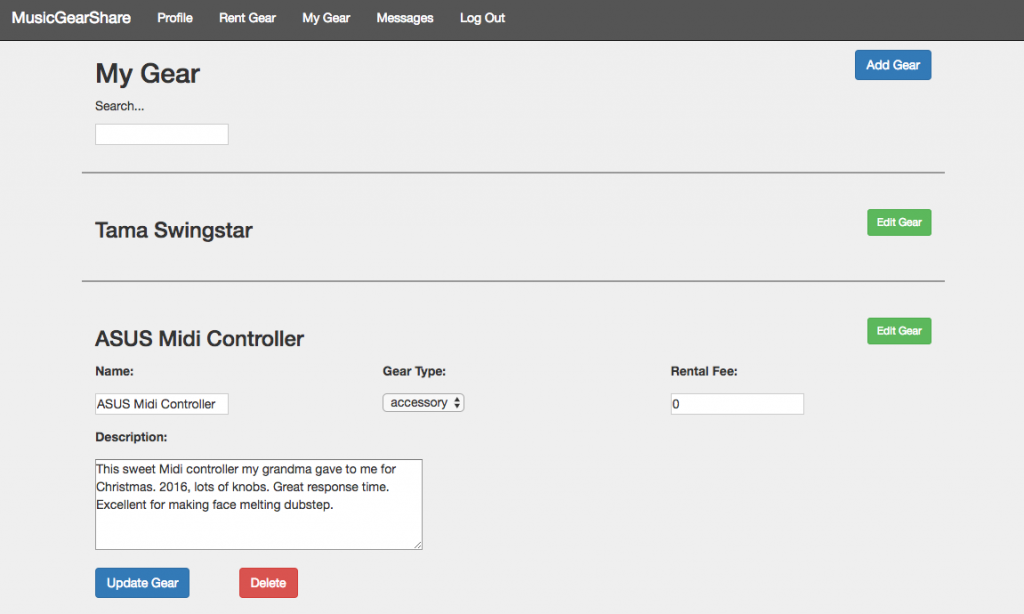 MusicGearShare Profile Rent Gear My Gear Messages Log Out
My Gear Add Gear
Search...
Tama Swingstar Edit Gear
ASUS Midi Controller Edit Gear
Name: Gear Type: Rental Fee:
ASUS Midi Controller accessory 0
Description:
This sweet Midi controller my grandma gave to me for
Christmas. 2016, lots of knobs. Great response time.
Excellent for making face melting dubstep.
Update Gear Delete